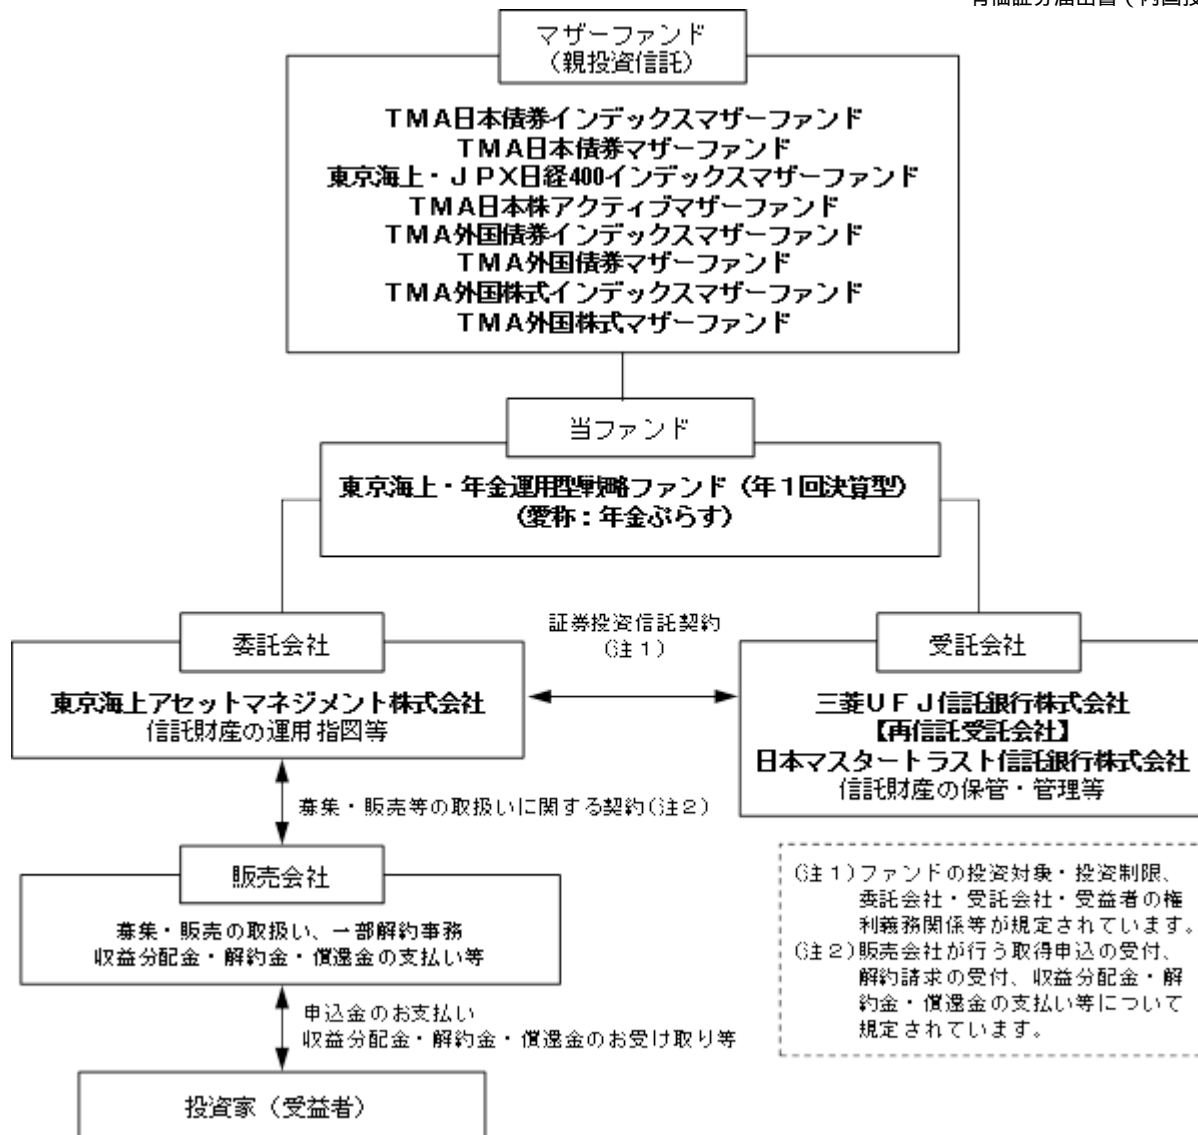 有価証券届出書(内国投
マザーファンド
(親投資信託)
TMA日本債券インデックスマザーファンド
TMA日本債券マザーファンド
東京海上・JPX日経400インデックスマザーファンド
TMA日本株アクティブマザーファンド
TMA外国債券インデックスマザーファンド
TMA外国債券マザーファンド
TMA外国株式インデックスマザーファンド
TMA外国株式マザーファンド
当ファンド
東京海上・年金運用型戦略ファンド(年1回決算型)
(愛称:年金ぷらす)
証券投資信託契約
(注1)
委託会社
東京海上アセットマネジメント株式会社
信託財産の運用指図等
受託会社
三菱UFJ信託銀行株式会社
【再信託受託会社】
日本マスタートラスト信託銀行株式会社
信託財産の保管・管理等
募集・販売等の取扱いに関する契約(注2)
販売会社
募集・販売の取扱い、一部解約事務
収益分配金・解約金・償還金の支払い等
申込金のお支払い
収益分配金・解約金・償還金のお受け取り等
投資家(受益者)
(注1)ファンドの投資対象・投資制限、
委託会社・受託会社・受益者の権
利義務関係等が規定されています。
(注2)販売会社が行う取得申込の受付、
解約請求の受付、収益分配金・解
約金・償還金の支払い等について
規定されています。